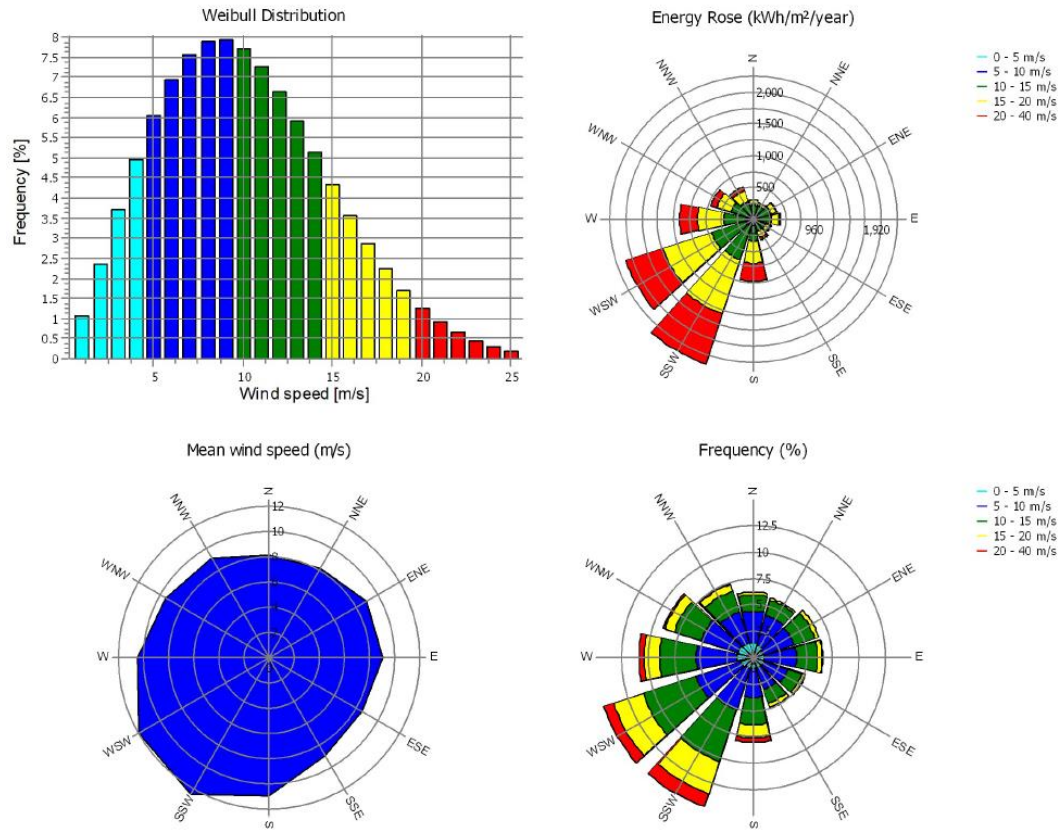 Weibull Distribution
Frequency [%]
8
7.5
7
6.5
6
5.5
5
4.5
4
3.5
3
2.5
2
1.5
1
0.5
0
5 10 15 20 25
Wind speed [m/s]
Energy Rose (kWh/m²/year)
N
NNE
ENE
E
ESE
SSE
S
SSW
WSW
W
WNW
NNW
2,000
1,500
1,000
500
960 1,920
0 - 5 m/s
5 - 10 m/s
10 - 15 m/s
15 - 20 m/s
20 - 40 m/s
Mean wind speed (m/s)
N
NNE
ENE
E
ESE
SSE
S
SSW
WSW
W
WNW
NNW
12
10
8
Frequency (%)
N
NNE
ENE
E
ESE
SSE
S
SSW
WSW
W
WNW
NNW
12.5
10
7.5
5
0 - 5 m/s
5 - 10 m/s
10 - 15 m/s
15 - 20 m/s
20 - 40 m/s